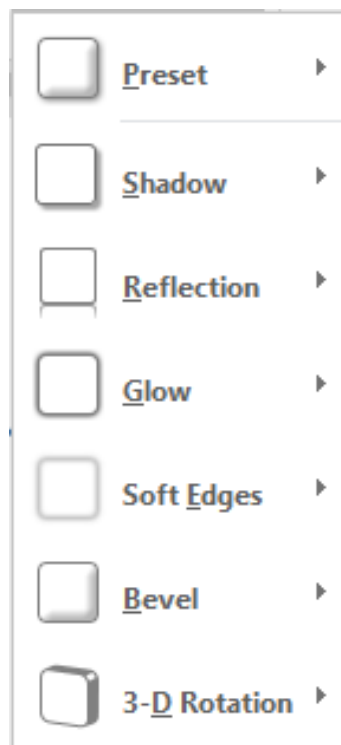 Preset
Shadow
Reflection
Glow
Soft Edges
Bevel
3-D Rotation